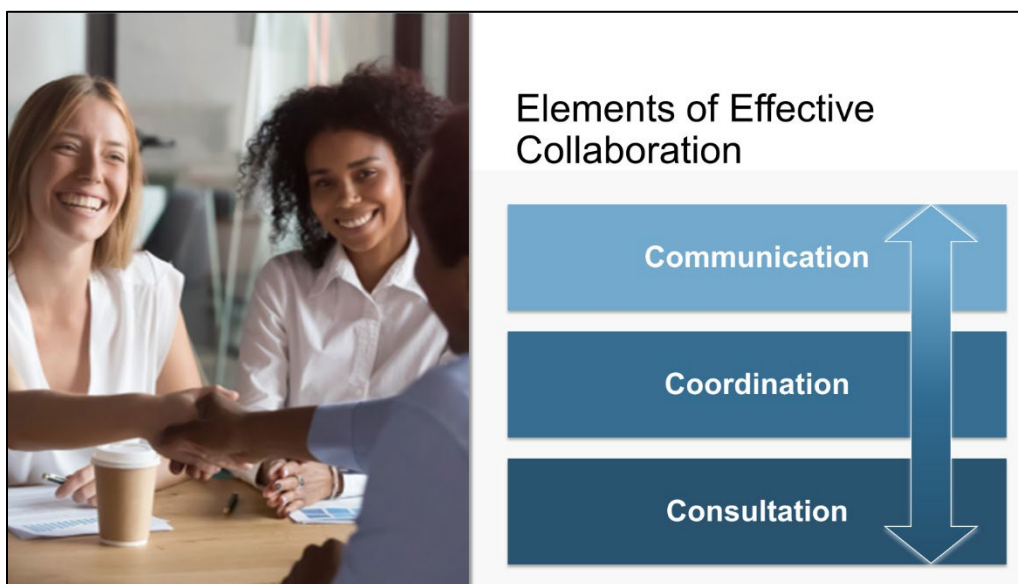 Elements of Effective
Collaboration
Communication
Coordination
Consultation